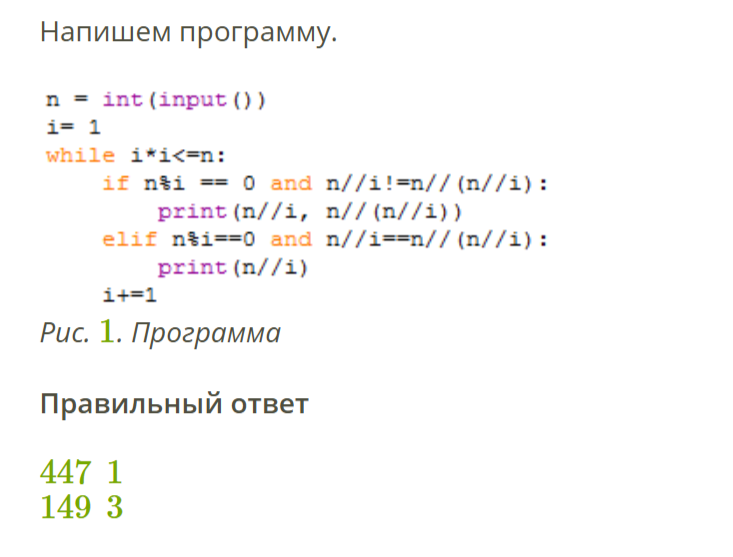 Напишем программу.
n = int(input())
i= 1
while i*i<=n:
    if n%i == 0 and n//i!=n//(n//i):
        print(n//i, n//(n//i))
    elif n%i==0 and n//i==n//(n//i):
        print(n//i)
    i+=1
Рис. 1. Программа
Правильный ответ
447 1
149 3